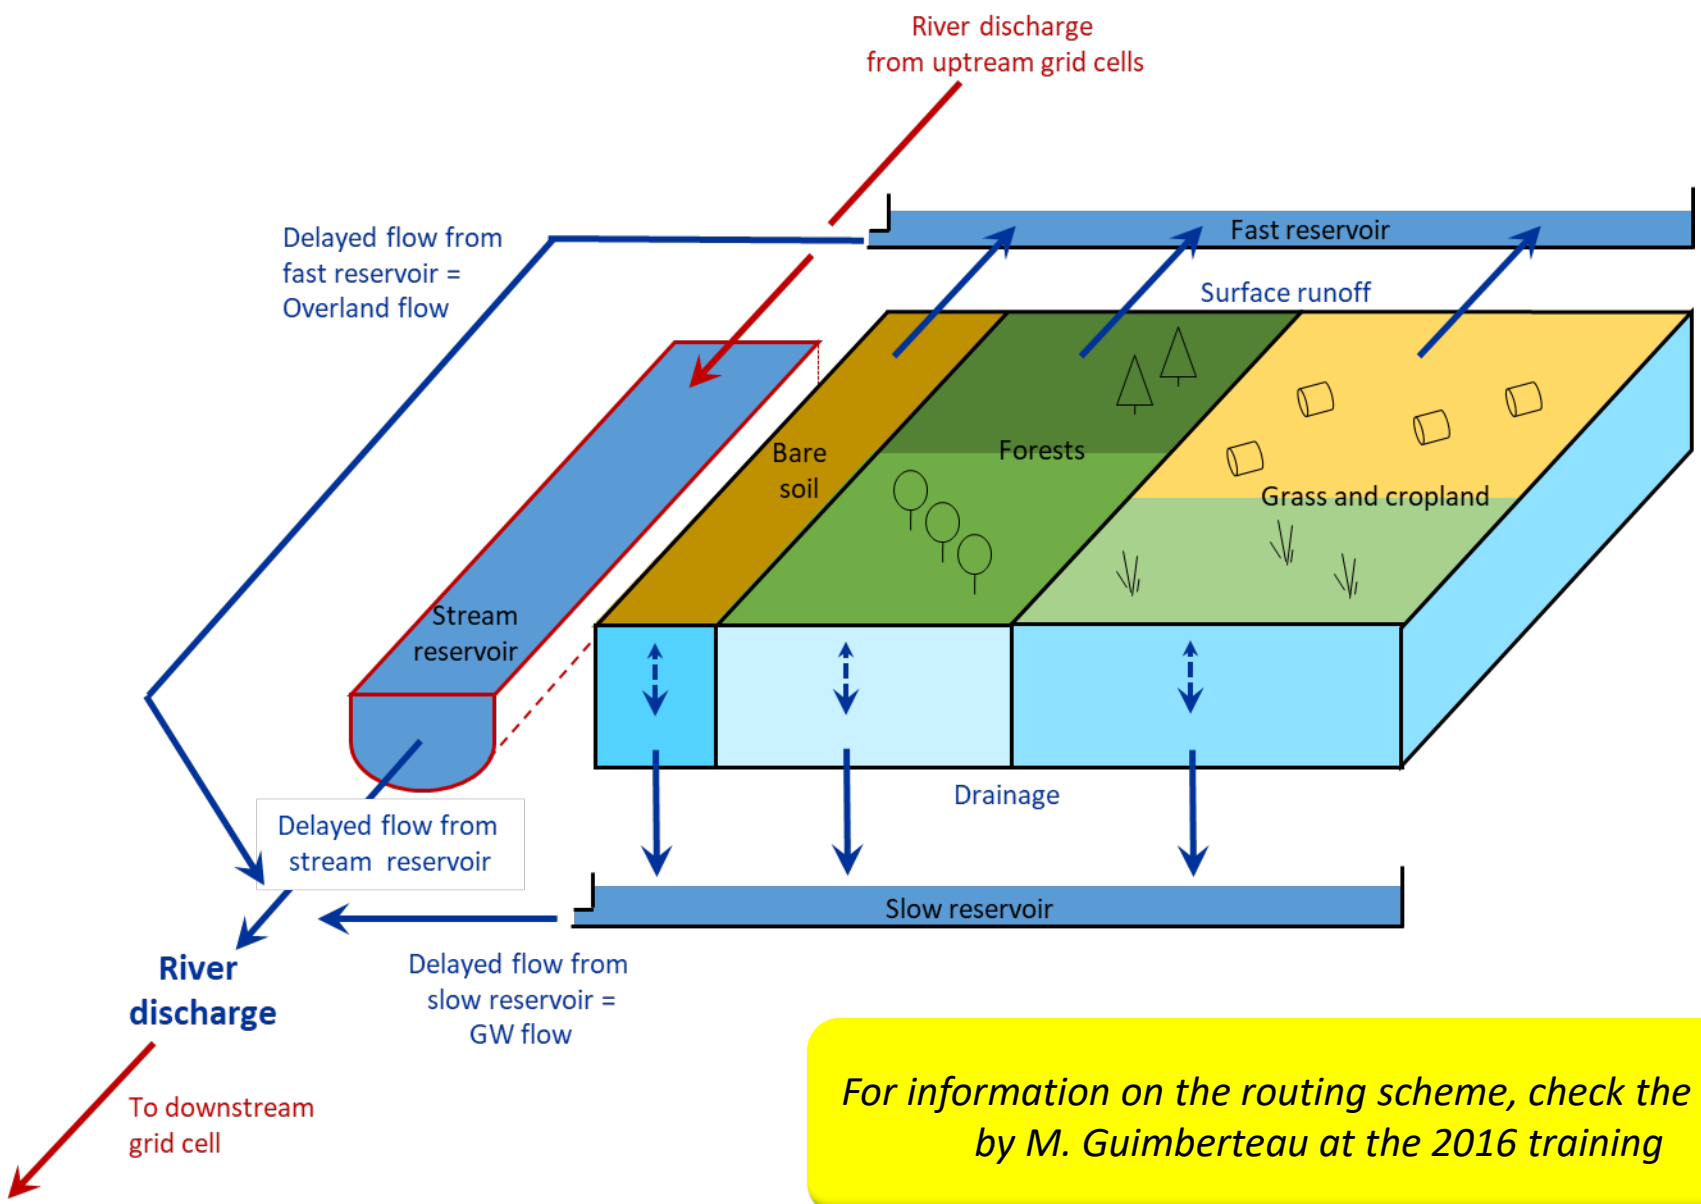 River discharge
from uptream grid cells
Delayed flow from
fast reservoir =
Overland flow
Fast reservoir
Surface runoff
Bare
soil
Forests
Grass and cropland
Stream
reservoir
Drainage
Delayed flow from
stream reservoir
Slow reservoir
River
discharge
Delayed flow from
slow reservoir =
GW flow
To downstream
grid cell
For information on the routing scheme, check the
by M. Guimberteau at the 2016 training